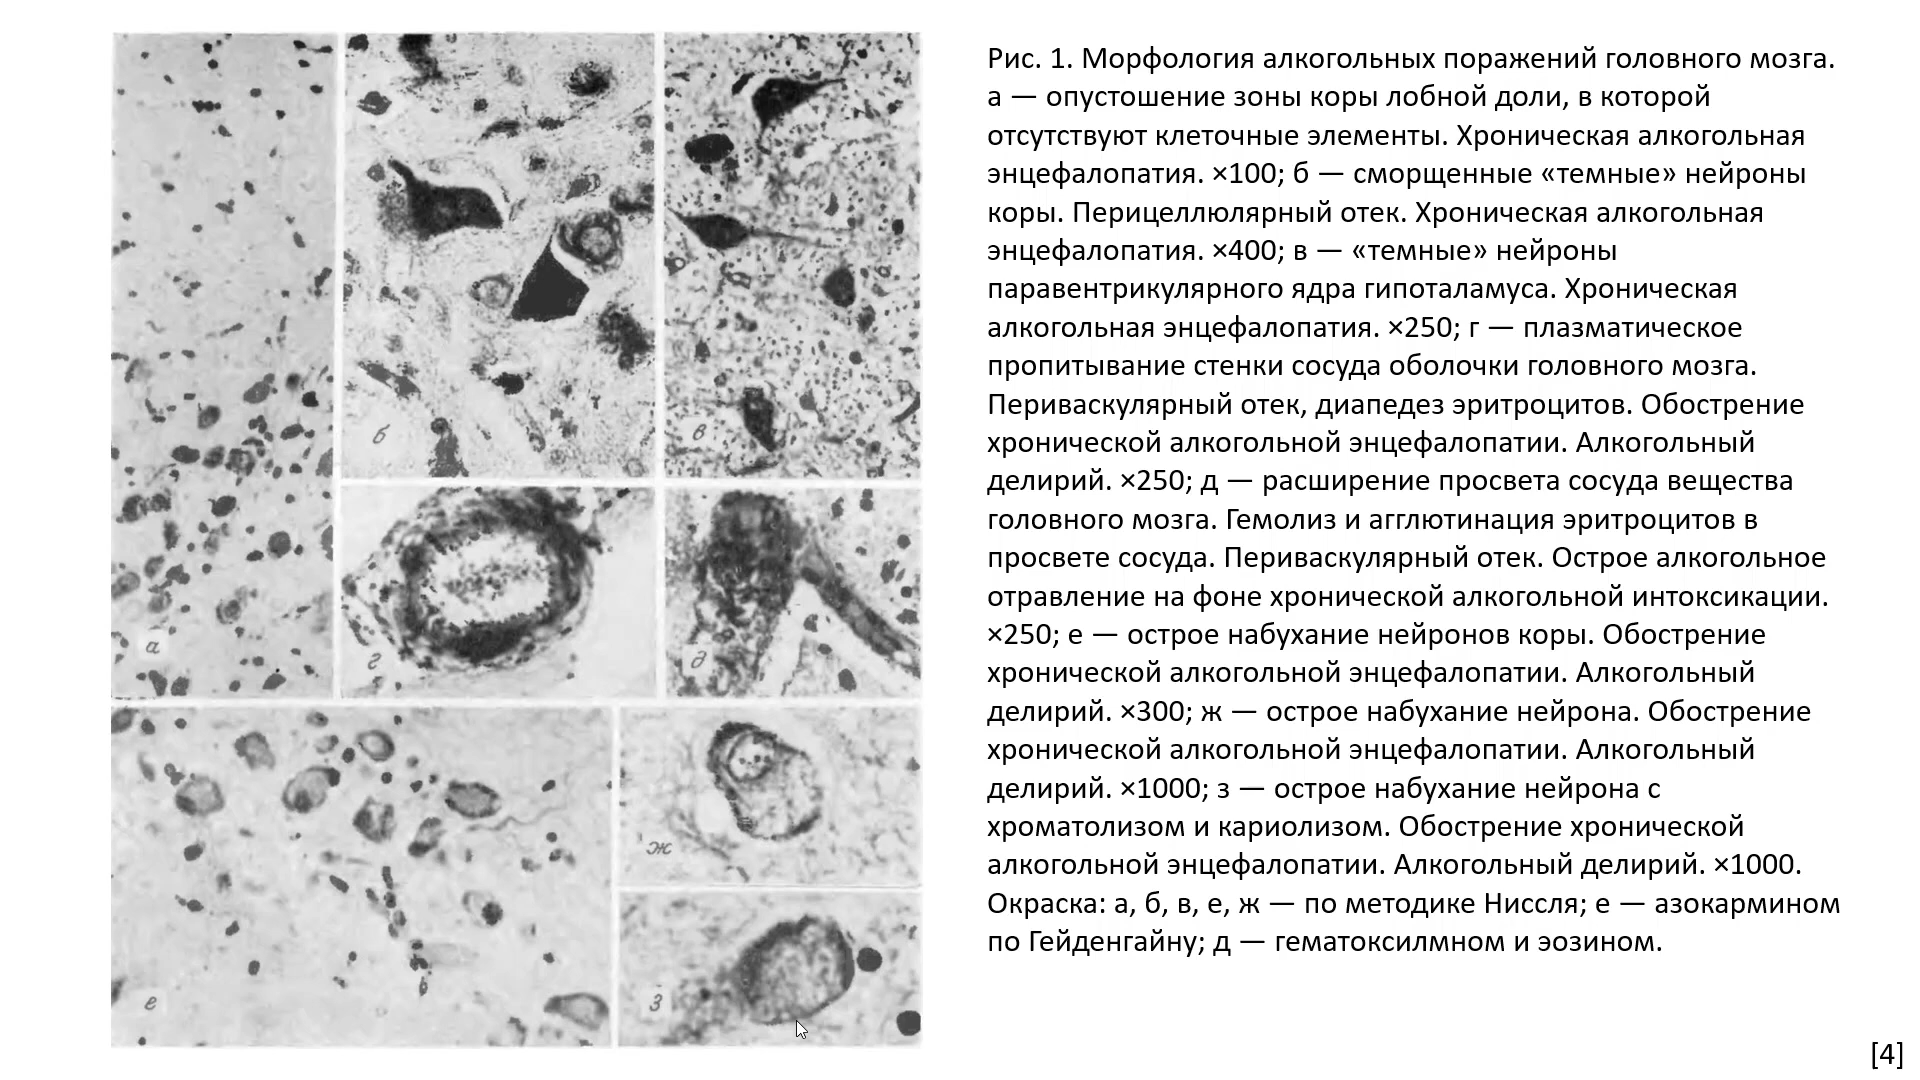 Рис. 1. Морфология алкогольных поражений головного мозга.
а — опустошение зоны коры лобной доли, в которой
отсутствуют клеточные элементы. Хроническая алкогольная
энцефалопатия. ×100; б — сморщенные «темные» нейроны
коры. Перицеллюлярный отек. Хроническая алкогольная
энцефалопатия. ×400; в — «темные» нейроны
паравентрикулярного ядра гипоталамуса. Хроническая
алкогольная энцефалопатия. ×250; г — плазматическое
пропитывание стенки сосуда оболочки головного мозга.
Периваскулярный отек, диапедез эритроцитов. Обострение
хронической алкогольной энцефалопатии. Алкогольный
делирий. ×250; д — расширение просвета сосуда вещества
головного мозга. Гемолиз и агглютинация эритроцитов в
просвете сосуда. Периваскулярный отек. Острое алкогольное
отравление на фоне хронической алкогольной интоксикации.
×250; е — острое набухание нейронов коры. Обострение
хронической алкогольной энцефалопатии. Алкогольный
делирий. ×300; ж — острое набухание нейрона. Обострение
хронической алкогольной энцефалопатии. Алкогольный
делирий. ×1000; з — острое набухание нейрона с
хроматолизом и кариолизом. Обострение хронической
алкогольной энцефалопатии. Алкогольный делирий. ×1000.
Окраска: а, б, в, е, ж — по методике Ниссля; е — азокармином
по Гейденгайну; д — гематоксилмном и эозином.
а
б
в
г
д
е
ж
з
[4]